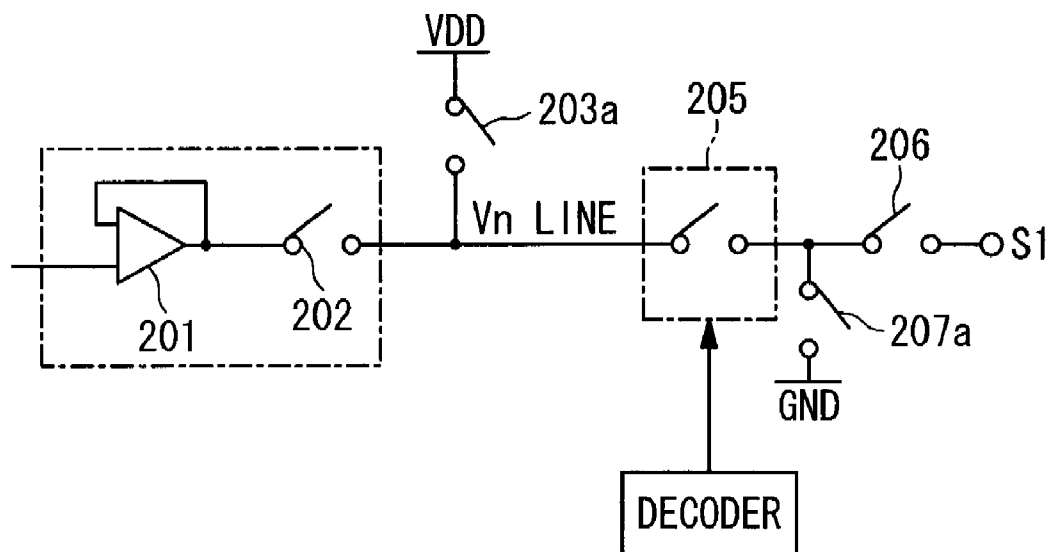 VDD
203a
205
206
Vn LINE
S1
201
202
207a
GND
DECODER